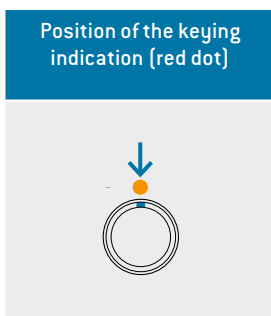 Position of the keying
indication (red dot)